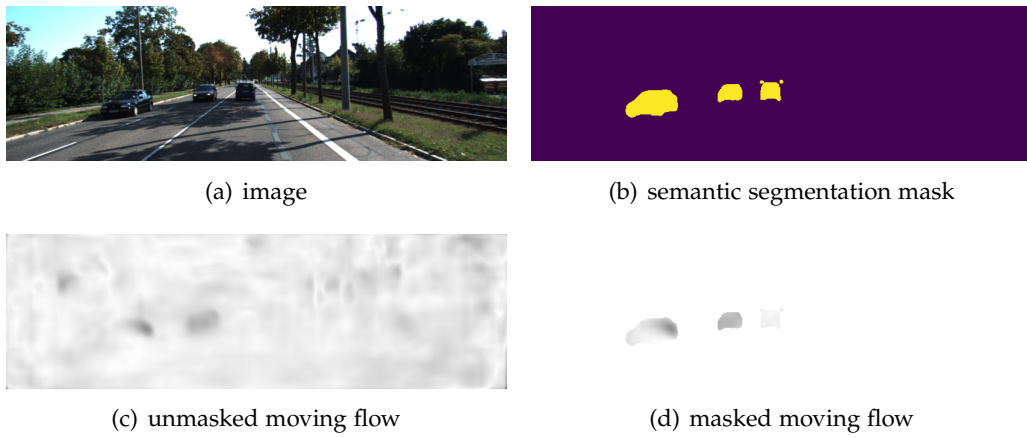 (a) image
(b) semantic segmentation mask
(c) unmasked moving flow
(d) masked moving flow